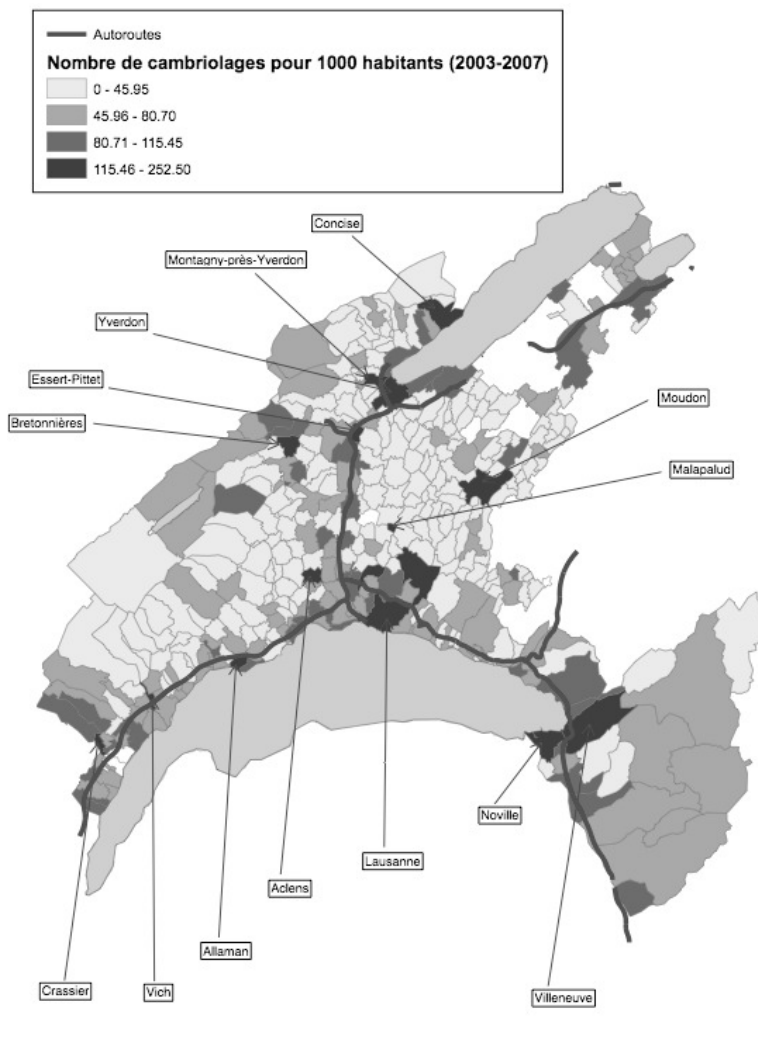 Autoroutes
Nombre de cambriolages pour 1000 habitants (2003-2007)
0 - 45.95
45.96 - 80.70
80.71 - 115.45
115.46 - 252.50
Concise
Montagny-près-Yverdon
Yverdon
Essert-Pittet
Bretonnières
Moudon
Malapalud
Noville
Lausanne
Aclens
Allaman
Crassier
Vich
Villeneuve